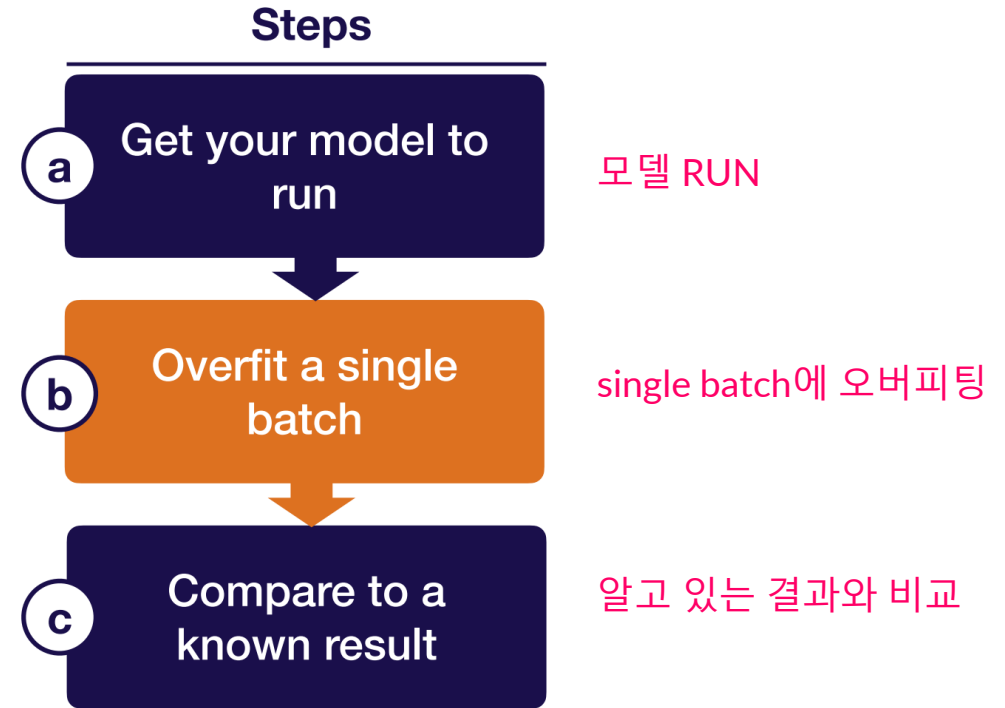 Steps
a
Get your model to
run
모델 RUN
b
Overfit a single
batch
single batch에 오버피팅
c
Compare to a
known result
알고 있는 결과와 비교